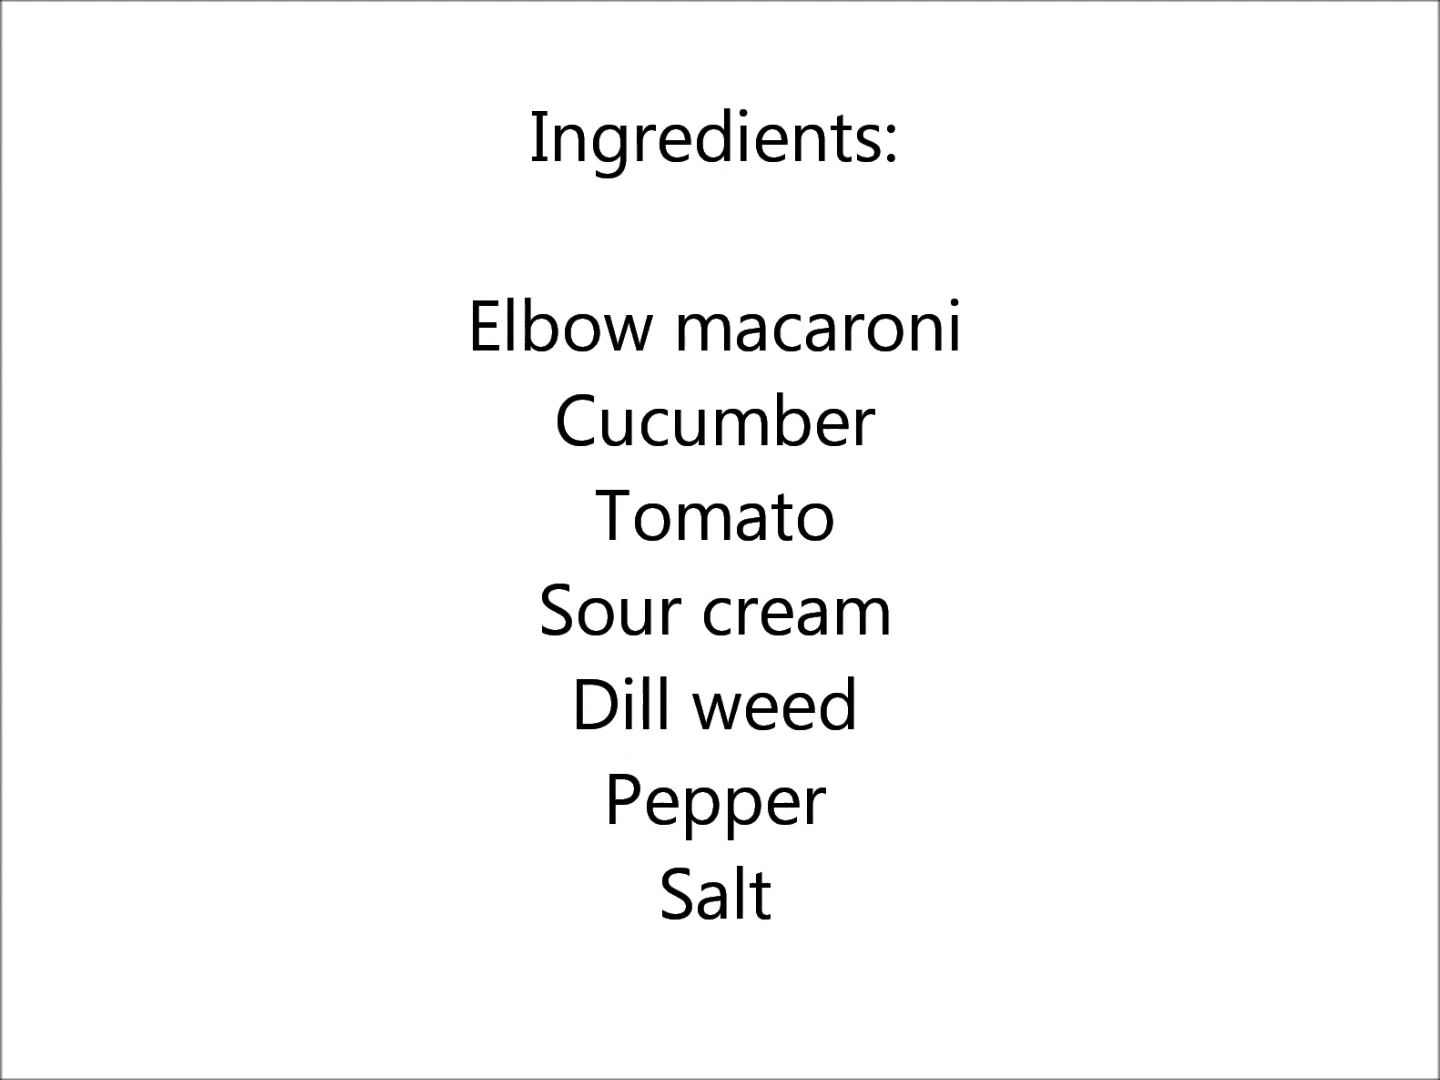 Ingredients:
Elbow macaroni
Cucumber
Tomato
Sour cream
Dill weed
Pepper
Salt